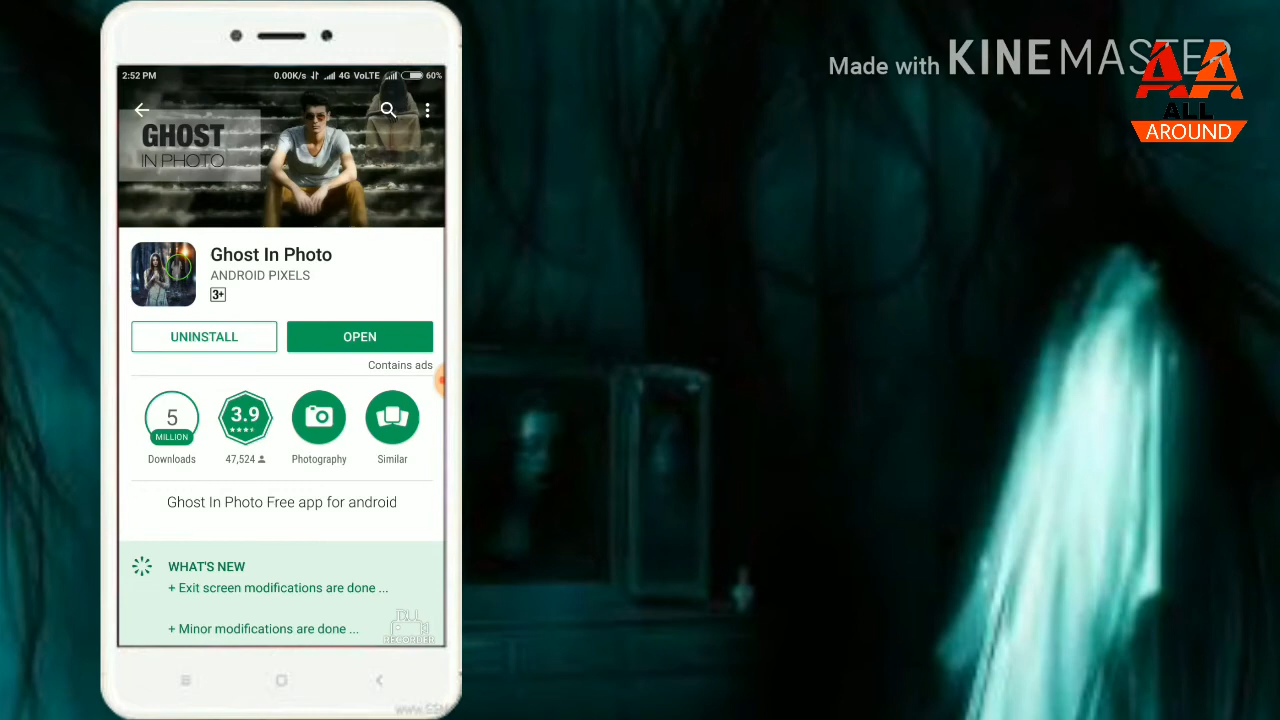 Made with KINEMASTER
AA
ALL
AROUND
2:52 PM
0.00K/s 4G VoLTE 60%
GHOST
IN PHOTO
Ghost In Photo
ANDROID PIXELS
3+
UNINSTALL
OPEN
Contains ads
5
MILLION
3.9
Downloads
47,524
Photography
Similar
Ghost In Photo Free app for android
WHAT'S NEW
+ Exit screen modifications are done ...
+ Minor modifications are done ...
DU
RECORDER